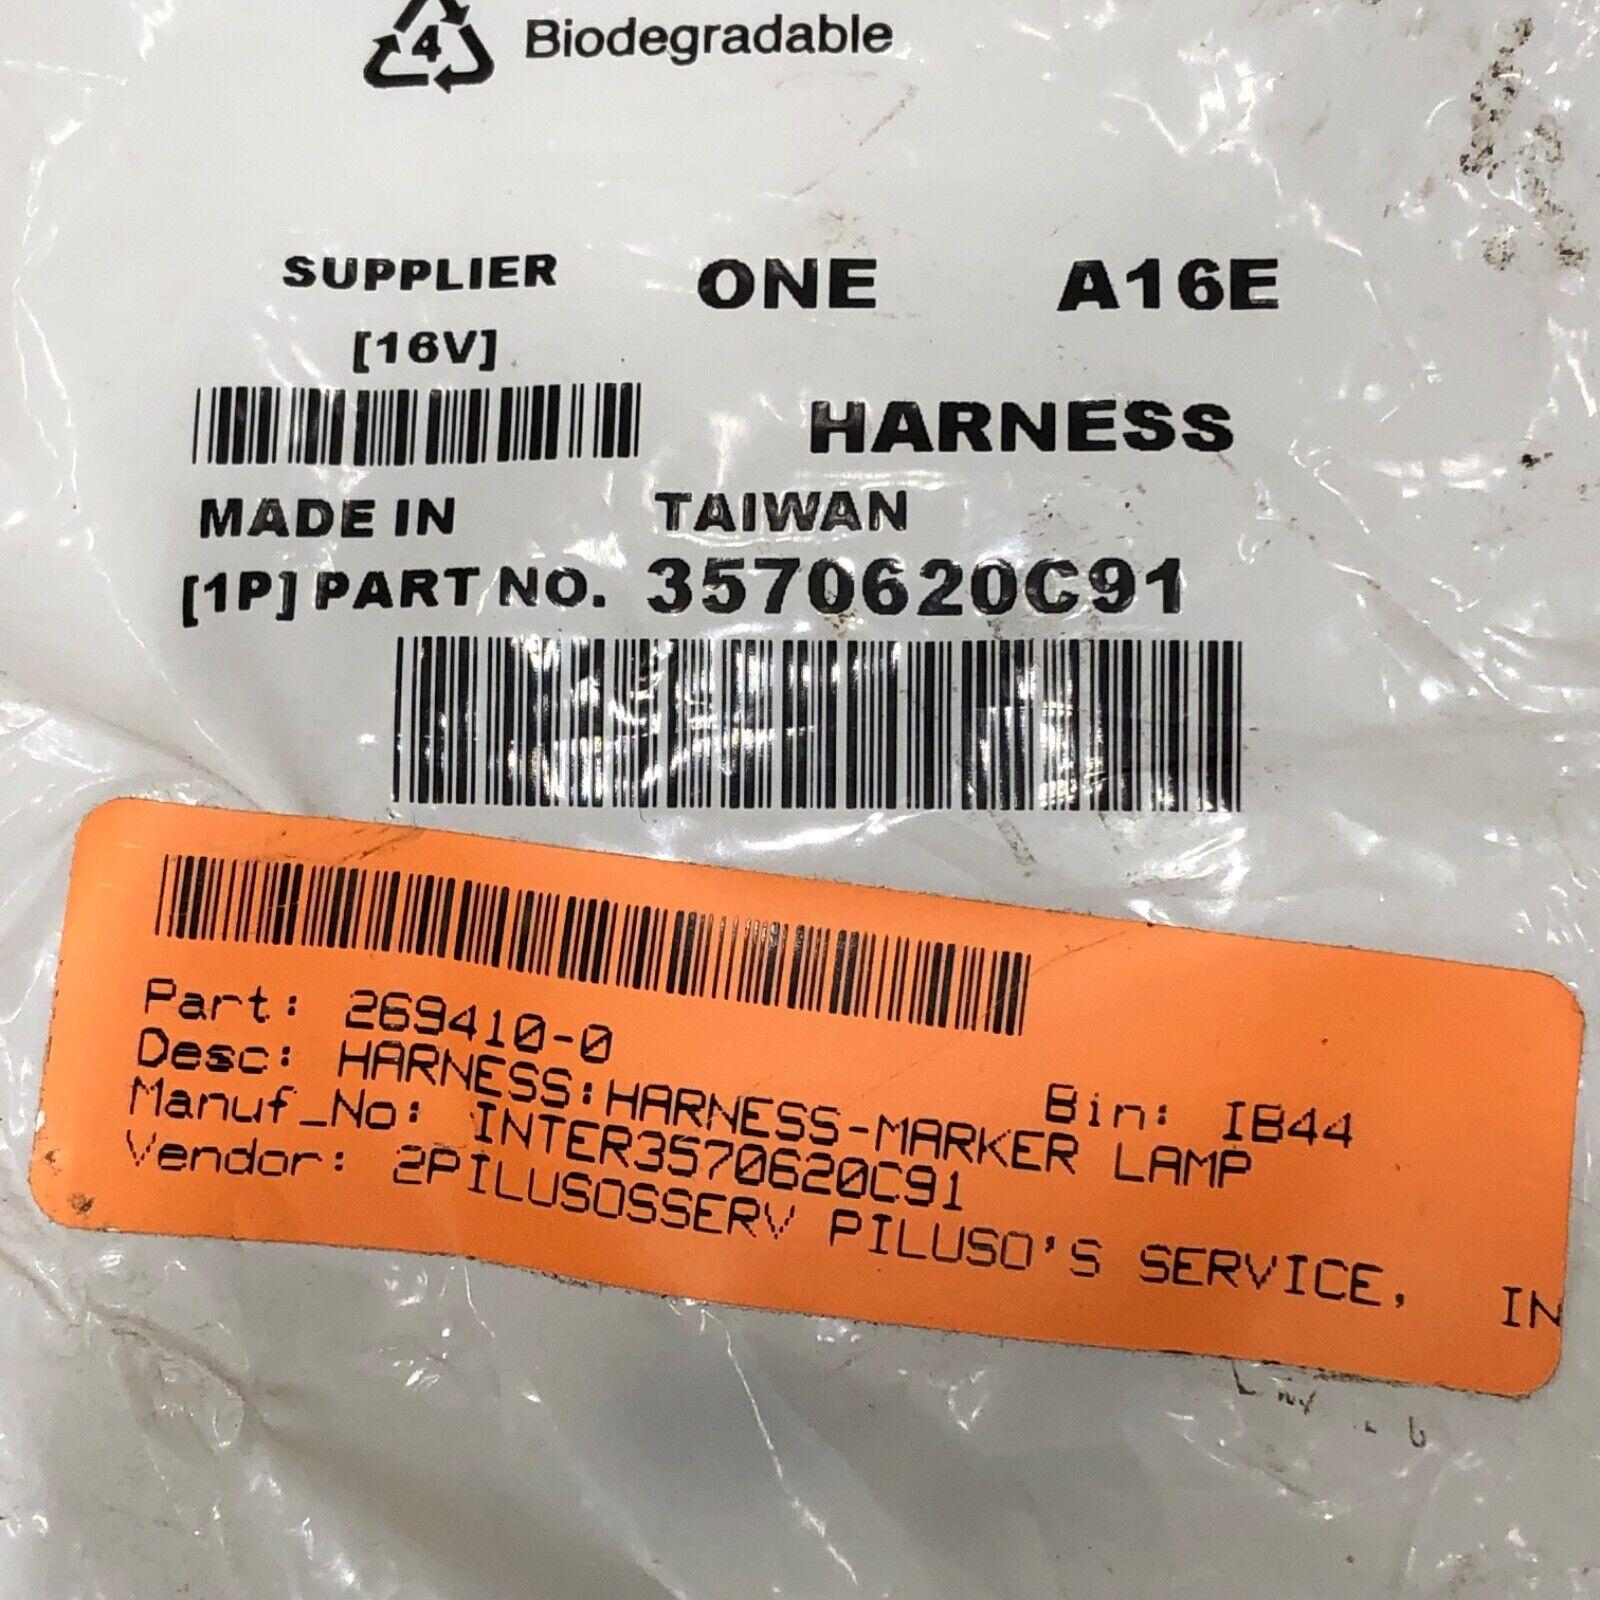 4 Biodegradable
SUPPLIER ONE A16E
[16V]
HARNESS
MADE IN TAIWAN
[1P] PART NO. 3570620C91
Part: 269410-0
Bin: IB44
Desc: HARNESS:HARNESS-MARKER LAMP
Manuf_No: INTER3570620C91
Vendor: 2PILUSOSSERV PILUSO'S SERVICE, IN